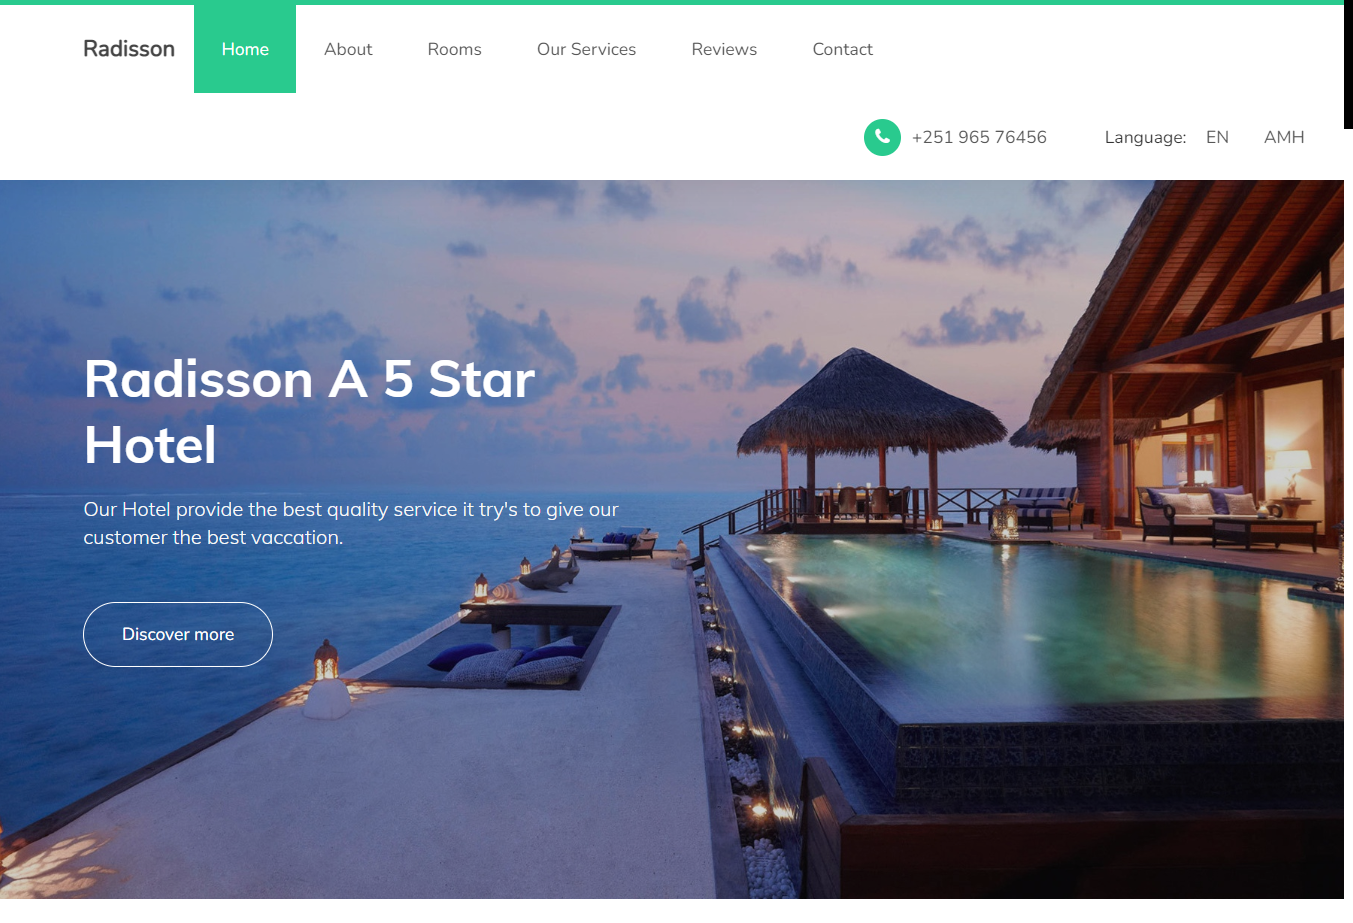 Radisson Home About Rooms Our Services Reviews Contact
+251 965 76456 Language: EN AMH
Radisson A 5 Star
Hotel
Our Hotel provide the best quality service it try's to give our
customer the best vaccation.
Discover more